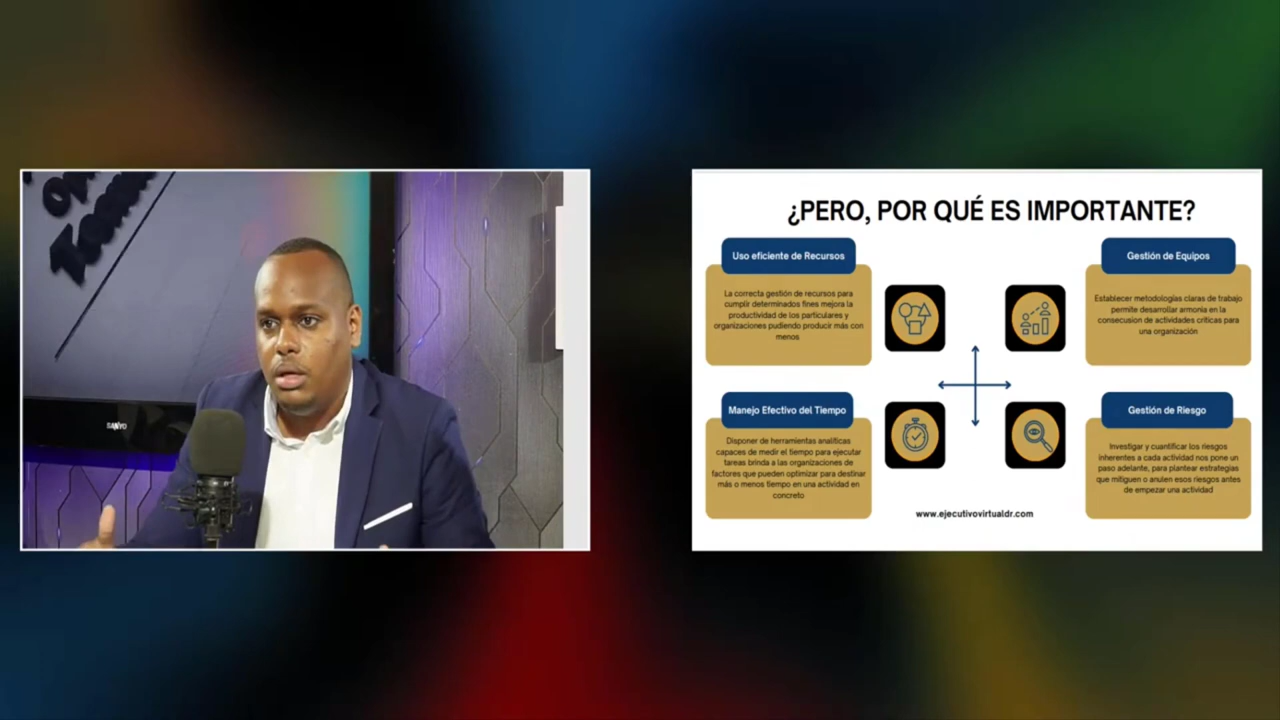 SANYO
¿PERO, POR QUÉ ES IMPORTANTE?
Uso eficiente de Recursos
La correcta gestión de recursos para
cumplir determinados fines mejora la
productividad de los particulares y
organizaciones pudiendo producir más con
menos
Gestión de Equipos
Establecer metodologías claras de trabajo
permite desarrollar armonia en la
consecusion de actividades críticas para
una organización
Manejo Efectivo del Tiempo
Disponer de herramientas analíticas
capaces de medir el tiempo para ejecutar
tareas brinda a las organizaciones de
factores que pueden optimizar para destinar
más o menos tiempo en una actividad en
concreto
Gestión de Riesgo
Investigar y cuantificar los riesgos
inherentes a cada actividad nos pone un
paso adelante, para plantear estrategias
que mitiguen o anulen esos riesgos antes
de empezar una actividad
www.ejecutivovirtualdr.com